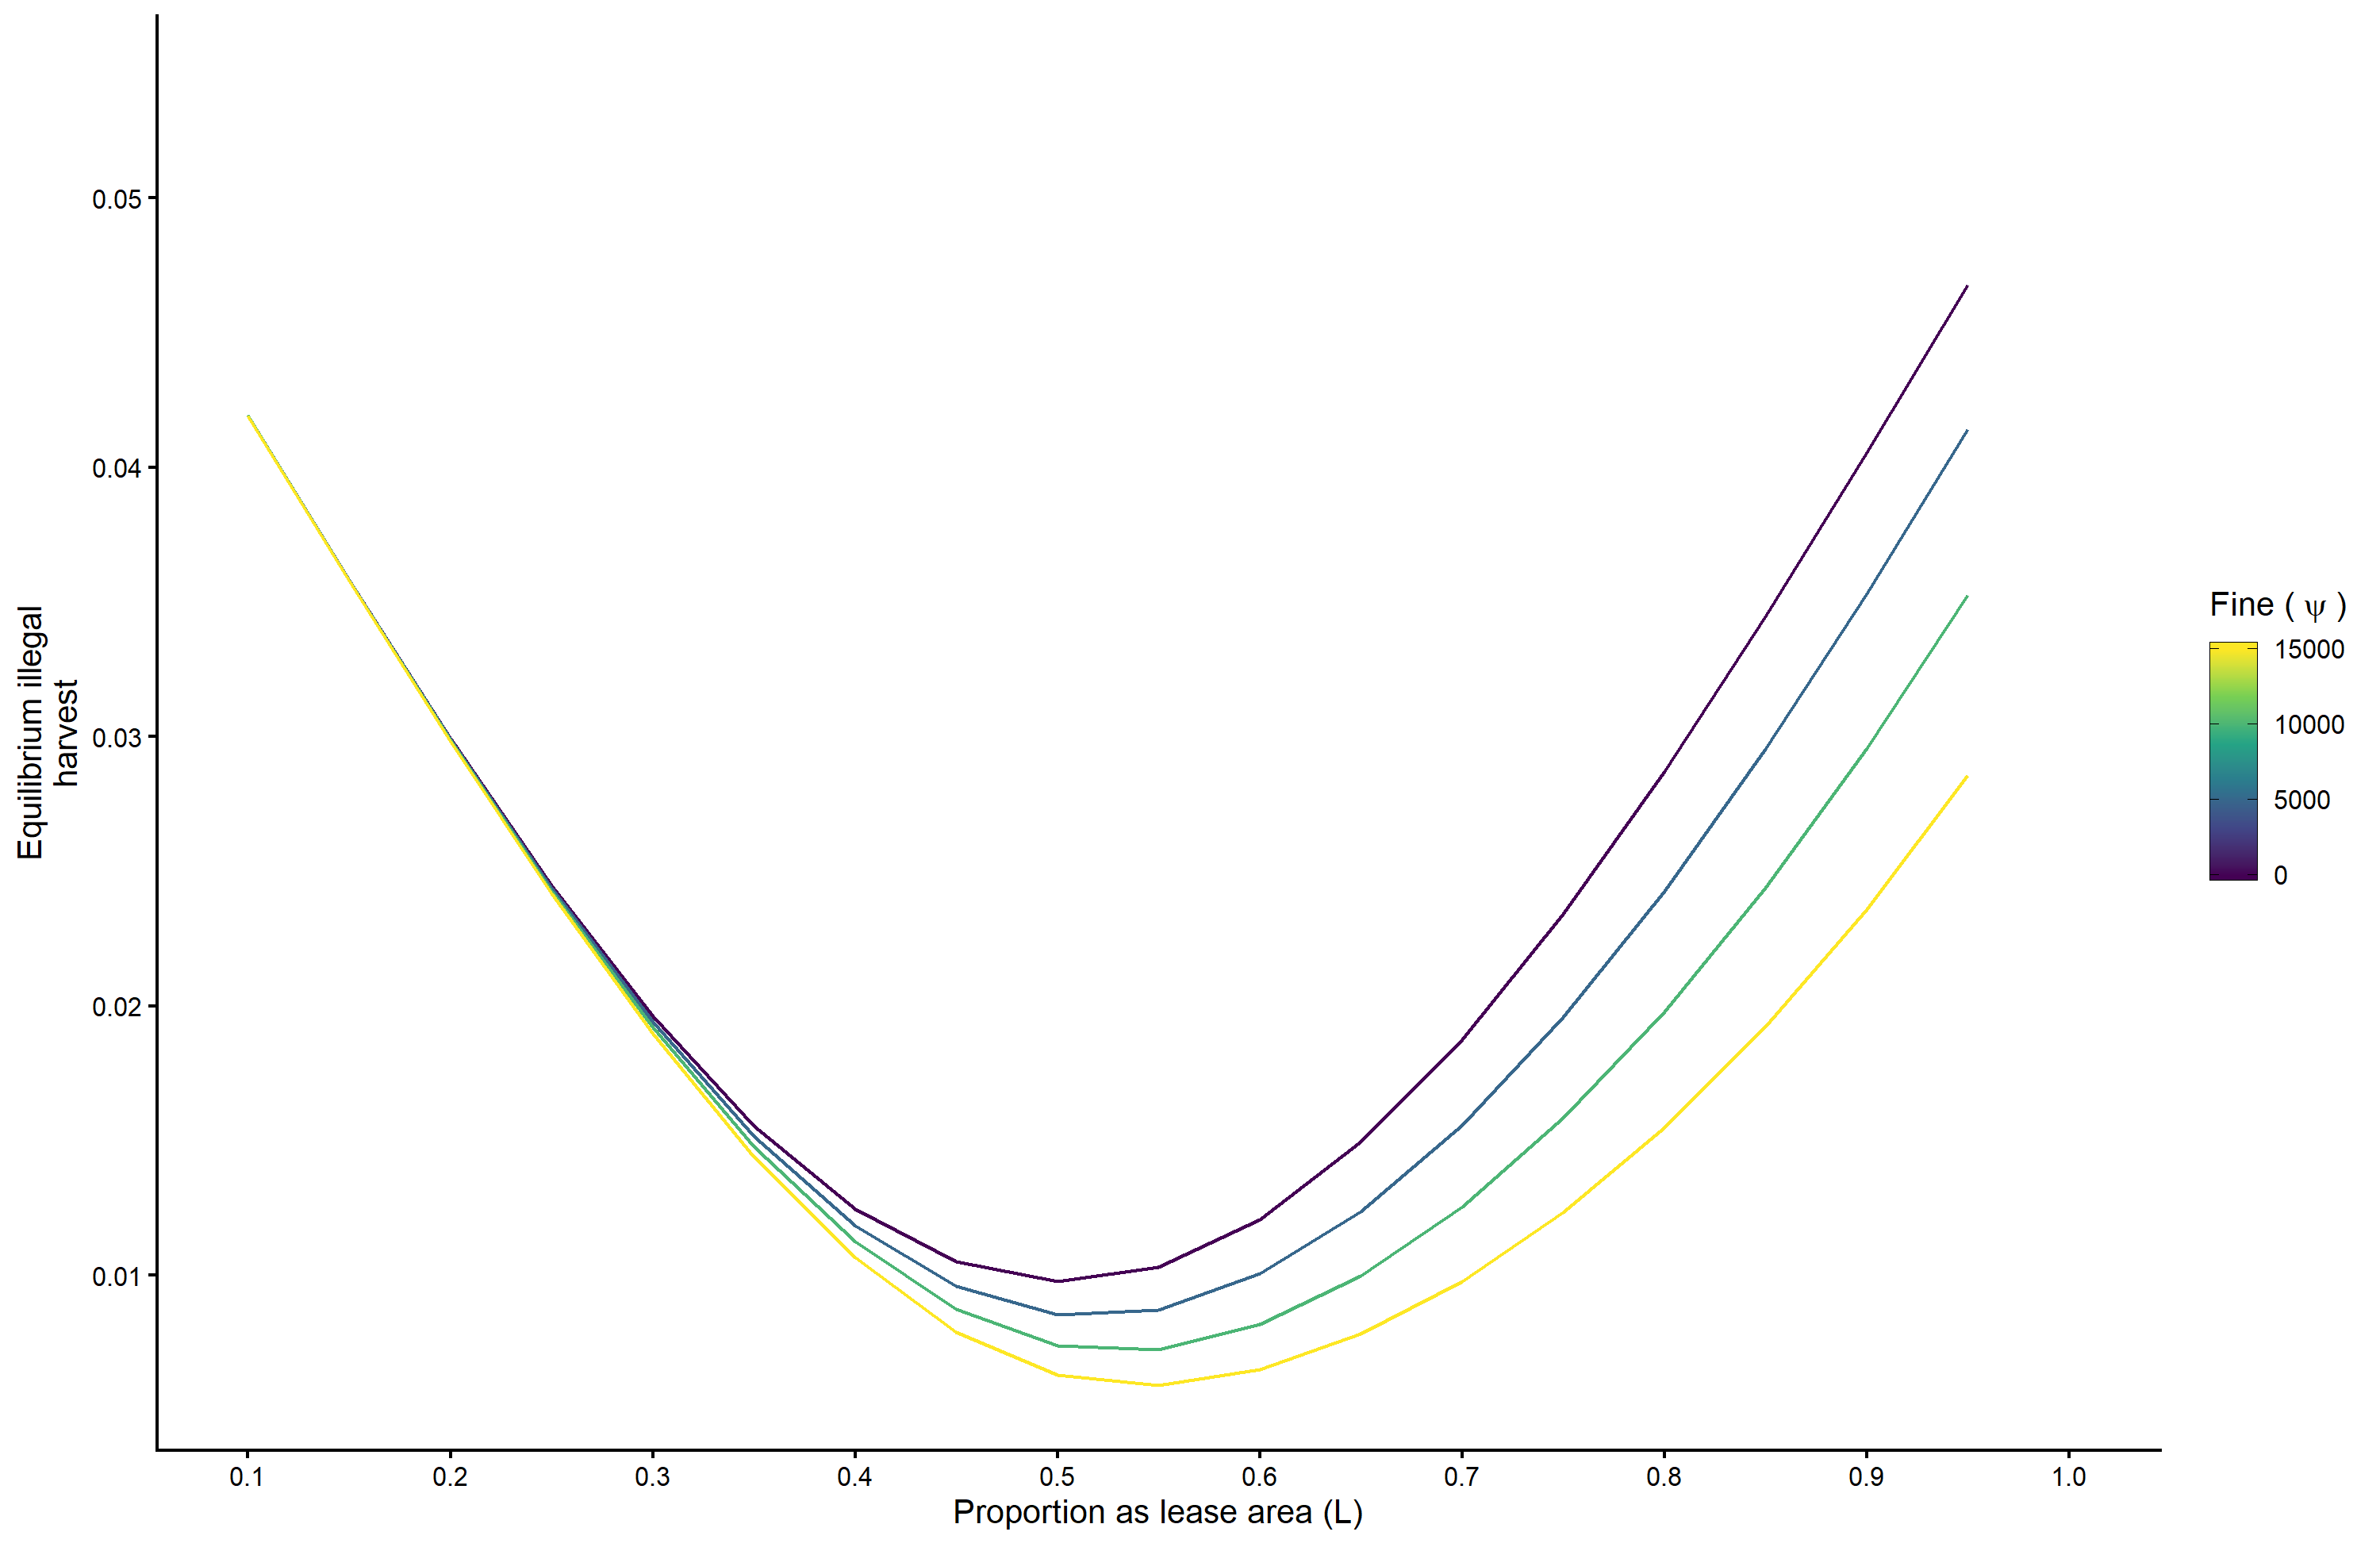 Equilibrium illegal
harvest
0.05
0.04
0.03
0.02
0.01
0.1 0.2 0.3 0.4 0.5 0.6 0.7 0.8 0.9 1.0
Proportion as lease area (L)
Fine ( ψ )
15000
10000
5000
0